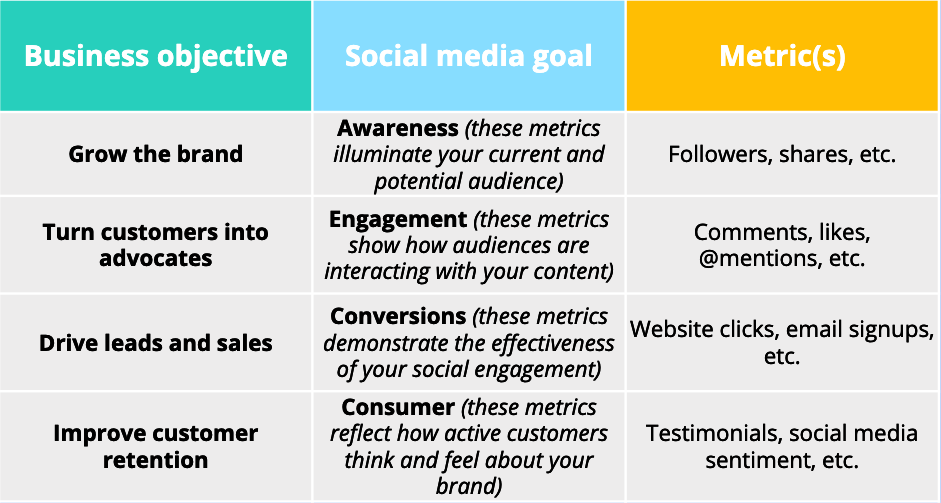 Business objective
Social media goal
Metric(s)
Grow the brand
Awareness (these metrics
illuminate your current and
potential audience)
Followers, shares, etc.
Turn customers into
advocates
Engagement (these metrics
show how audiences are
interacting with your content)
Comments, likes,
@mentions, etc.
Drive leads and sales
Conversions (these metrics
demonstrate the effectiveness
of your social engagement)
Website clicks, email signups,
etc.
Improve customer
retention
Consumer (these metrics
reflect how active customers
think and feel about your
brand)
Testimonials, social media
sentiment, etc.